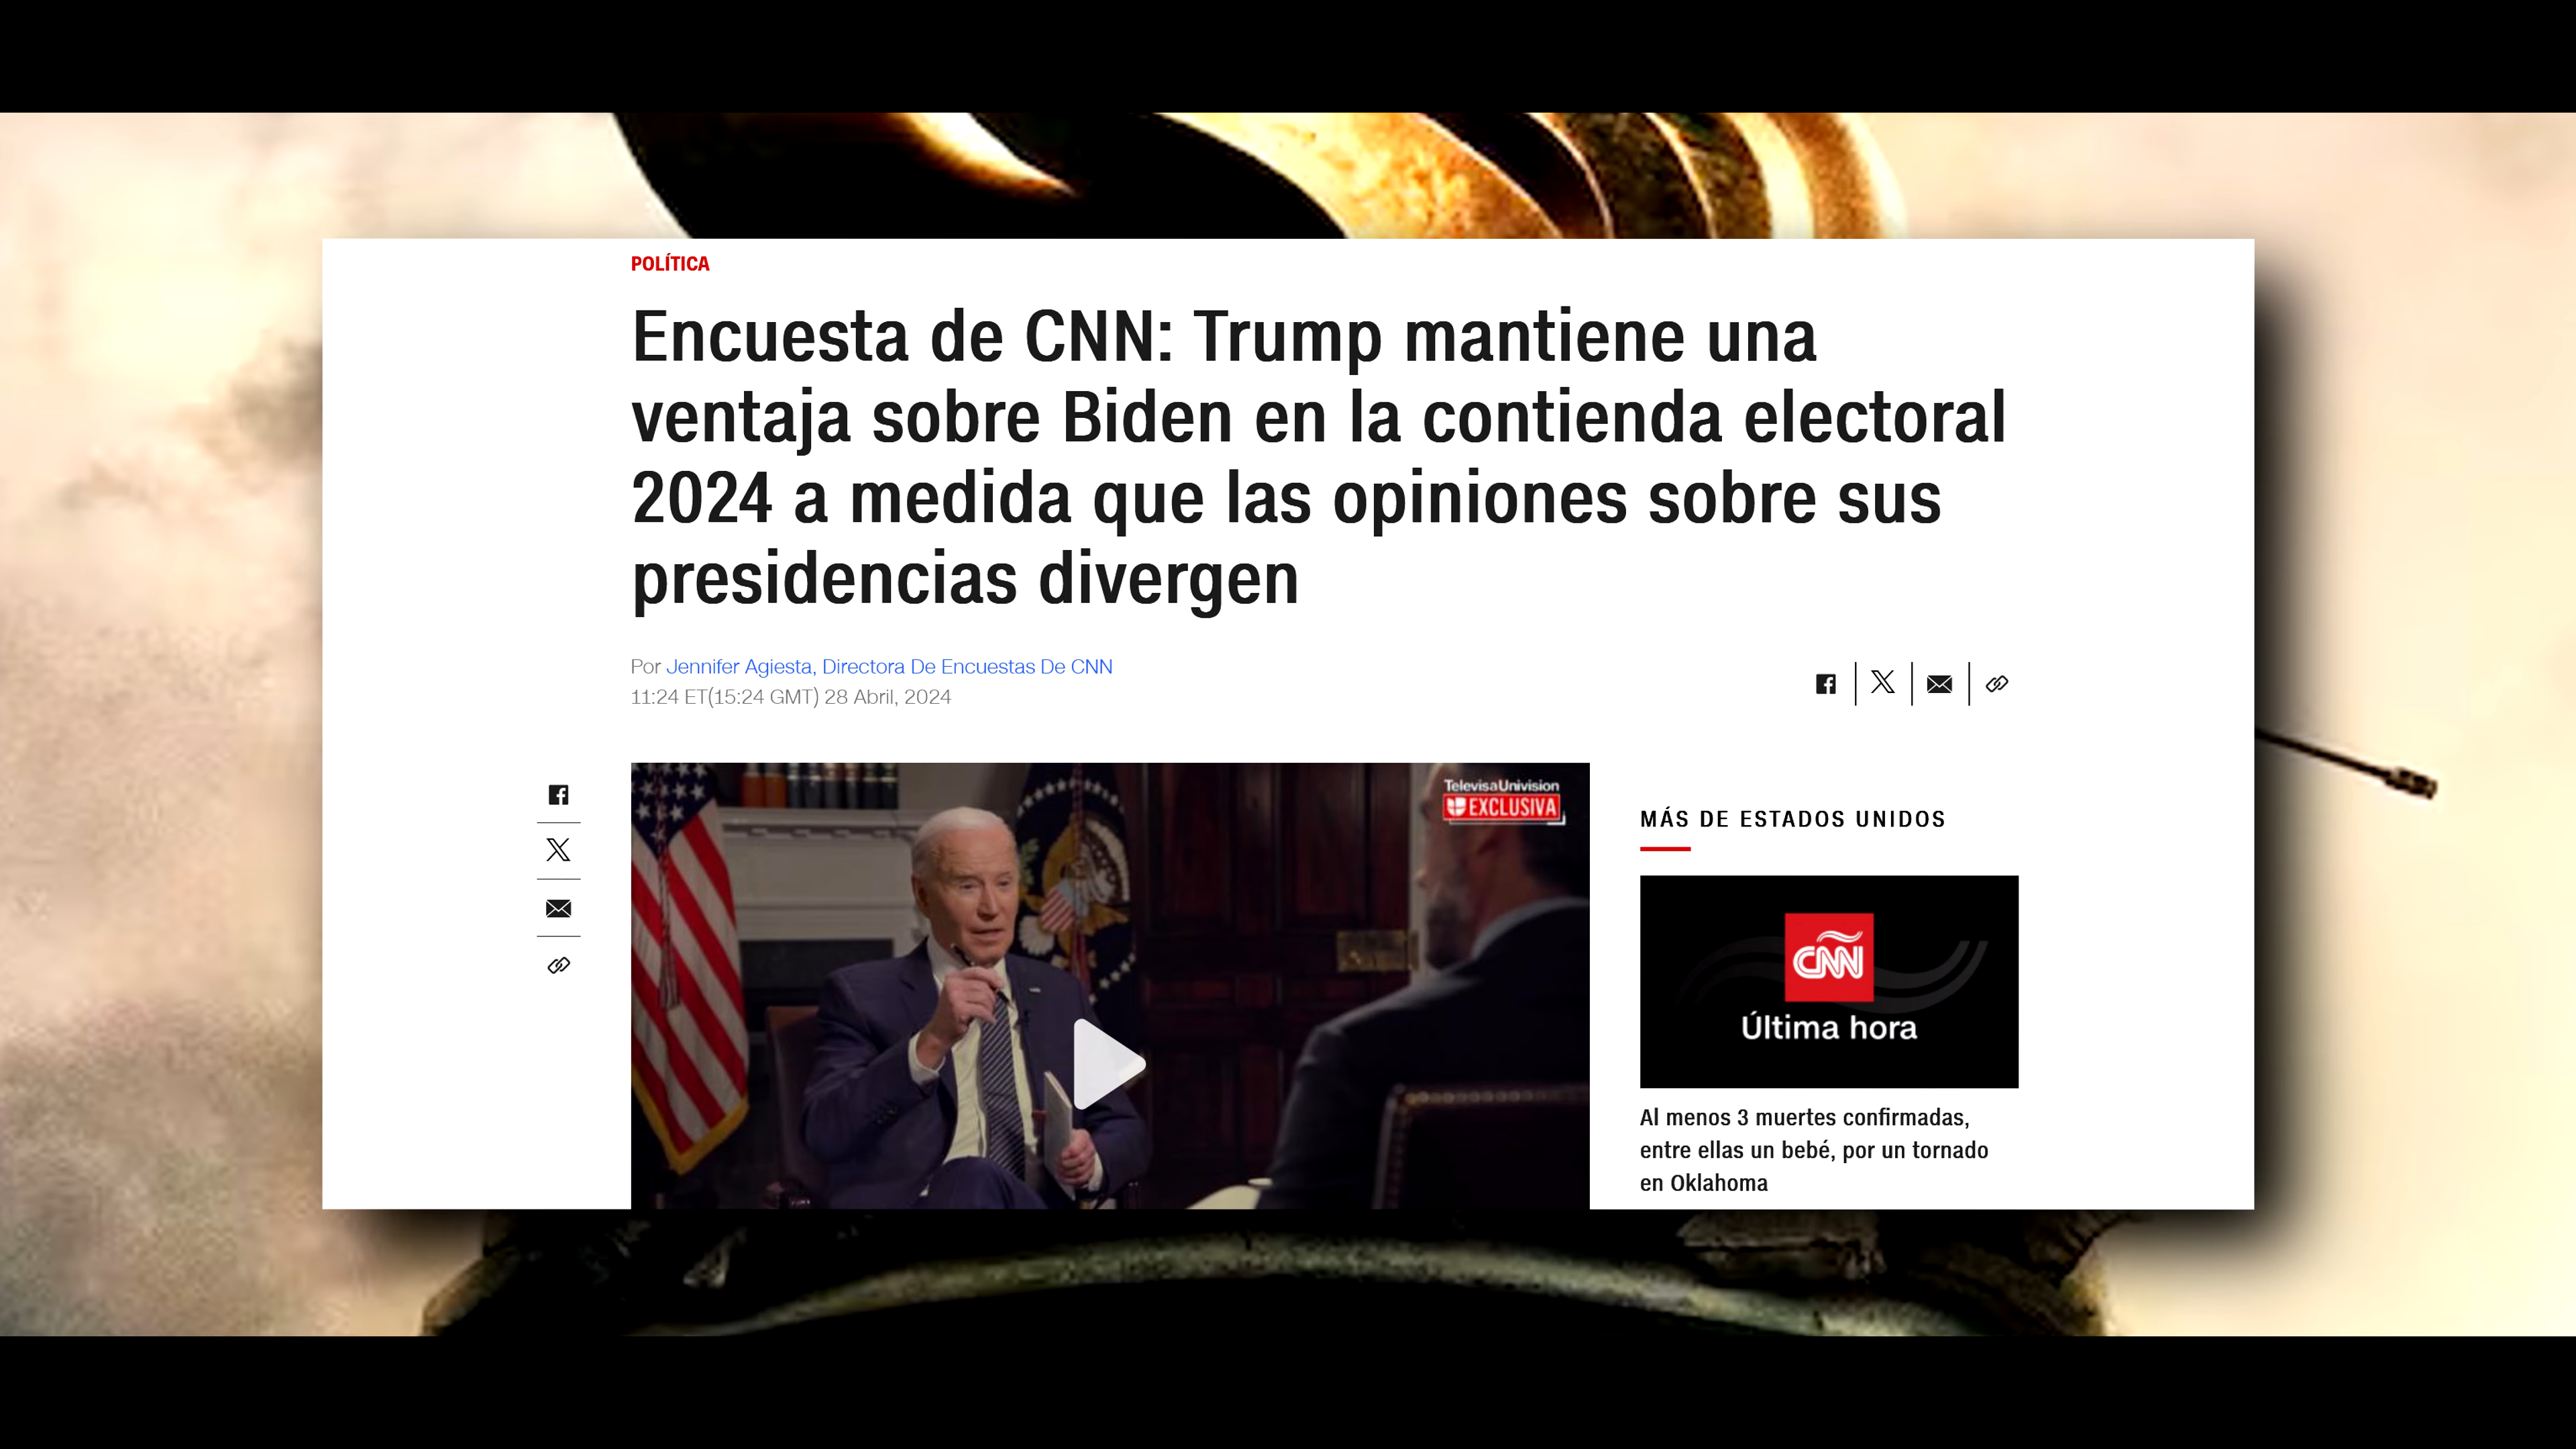 POLÍTICA
Encuesta de CNN: Trump mantiene una
ventaja sobre Biden en la contienda electoral
2024 a medida que las opiniones sobre sus
presidencias divergen
Por Jennifer Agiesta, Directora De Encuestas De CNN
11:24 ET(15:24 GMT) 28 Abril, 2024
TelevisaUnivision
EXCLUSIVA
MÁS DE ESTADOS UNIDOS
CNN
Última hora
Al menos 3 muertes confirmadas,
entre ellas un bebé, por un tornado
en Oklahoma